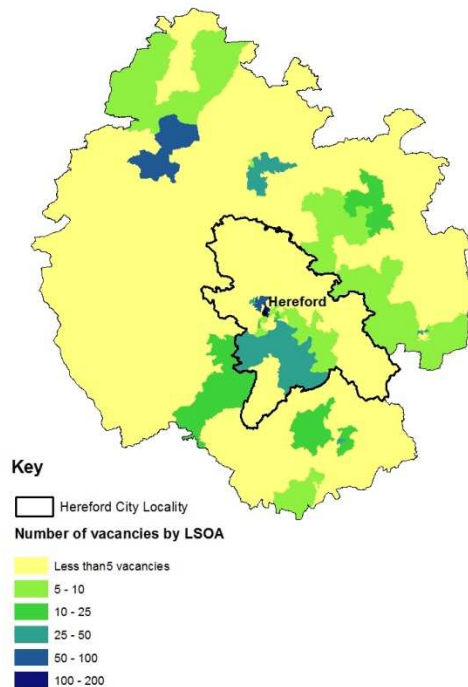 Hereford
Key
Hereford City Locality
Number of vacancies by LSOA
Less than5 vacancies
5 - 10
10 - 25
25 - 50
50 - 100
100 - 200